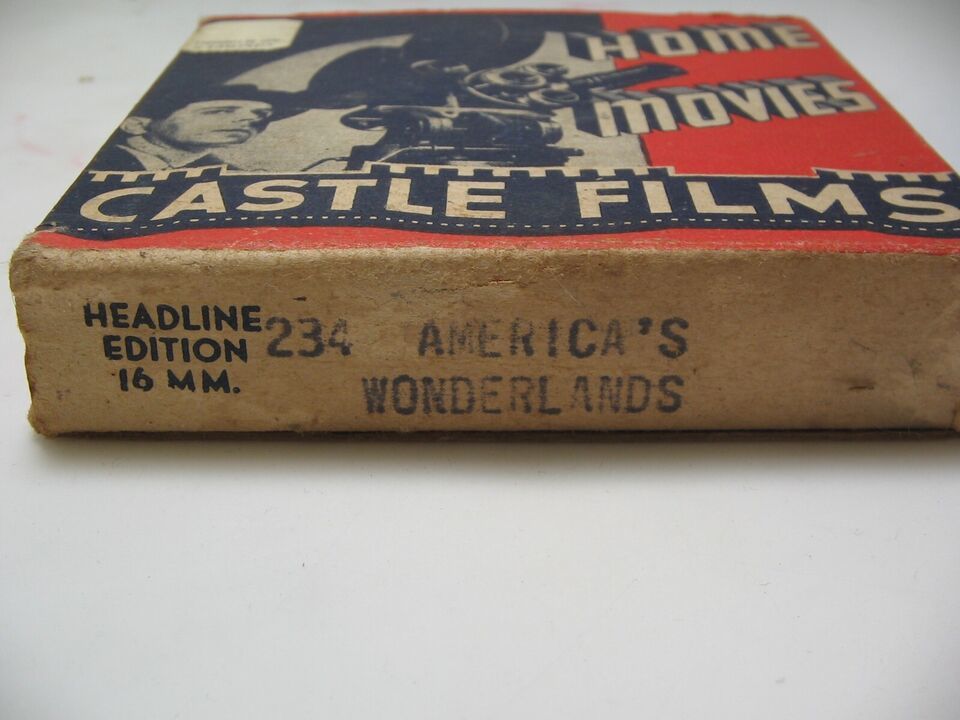 HOME
MOVIES
CASTLE FILMS
HEADLINE
EDITION
16 MM.
234 AMERICA'S
WONDERLANDS